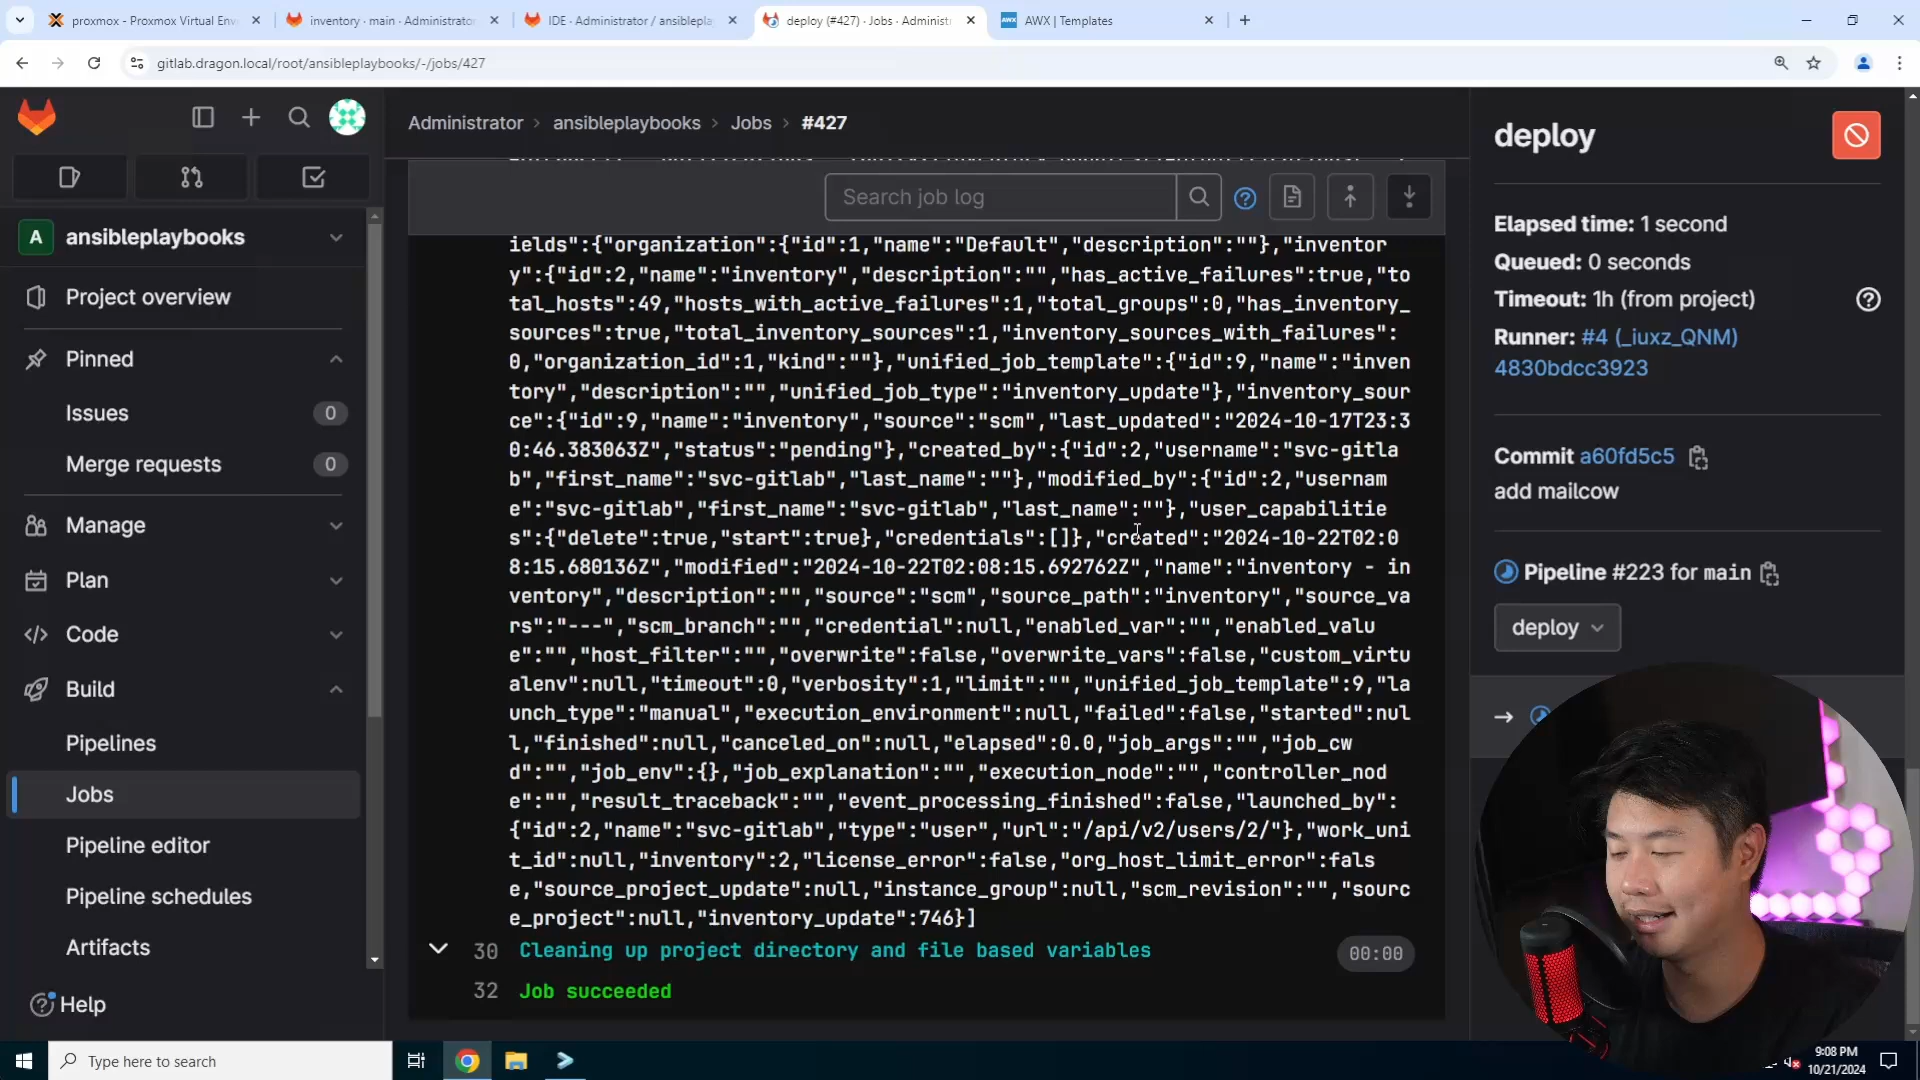 proxmox - Proxmox Virtual Env
inventory · main · Administrator
IDE · Administrator / ansiblepla
deploy (#427) · Jobs · Administ
AWX | Templates
gitlab.dragon.local/root/ansibleplaybooks/-/jobs/427
Administrator > ansibleplaybooks > Jobs > #427
A ansibleplaybooks
Project overview
Pinned
Issues 0
Merge requests 0
Manage
Plan
Code
Build
Pipelines
Jobs
Pipeline editor
Pipeline schedules
Artifacts
Help
Search job log
ields":{"organization":{"id":1,"name":"Default","description":""},"inventor
y":{"id":2,"name":"inventory","description":"","has_active_failures":true,"to
tal_hosts":49,"hosts_with_active_failures":1,"total_groups":0,"has_inventory_
sources":true,"total_inventory_sources":1,"inventory_sources_with_failures":
0,"organization_id":1,"kind":""},"unified_job_template":{"id":9,"name":"inven
tory","description":"","unified_job_type":"inventory_update"},"inventory_sour
ce":{"id":9,"name":"inventory","source":"scm","last_updated":"2024-10-17T23:3
0:46.383063Z","status":"pending"},"created_by":{"id":2,"username":"svc-gitla
b","first_name":"svc-gitlab","last_name":""},"modified_by":{"id":2,"usernam
e":"svc-gitlab","first_name":"svc-gitlab","last_name":""},"user_capabilitie
s":{"delete":true,"start":true},"credentials":[]},"created":"2024-10-22T02:0
8:15.680136Z","modified":"2024-10-22T02:08:15.692762Z","name":"inventory - in
ventory","description":"","source":"scm","source_path":"inventory","source_va
rs":"---","scm_branch":"","credential":null,"enabled_var":"","enabled_valu
e":"","host_filter":"","overwrite":false,"overwrite_vars":false,"custom_virtu
alenv":null,"timeout":0,"verbosity":1,"limit":"","unified_job_template":9,"la
unch_type":"manual","execution_environment":null,"failed":false,"started":nul
l,"finished":null,"canceled_on":null,"elapsed":0.0,"job_args":"","job_cw
d":"","job_env":{},"job_explanation":"","execution_node":"","controller_nod
e":"","result_traceback":"","event_processing_finished":false,"launched_by":
{"id":2,"name":"svc-gitlab","type":"user","url":"/api/v2/users/2/"},"work_uni
t_id":null,"inventory":2,"license_error":false,"org_host_limit_error":fals
e,"source_project_update":null,"instance_group":null,"scm_revision":"","sourc
e_project":null,"inventory_update":746}]
30 Cleaning up project directory and file based variables 00:00
32 Job succeeded
deploy
Elapsed time: 1 second
Queued: 0 seconds
Timeout: 1h (from project)
Runner: #4 (_iuxz_QNM)
4830bdcc3923
Commit a60fd5c5
add mailcow
Pipeline #223 for main
deploy
Type here to search
9:08 PM
10/21/2024